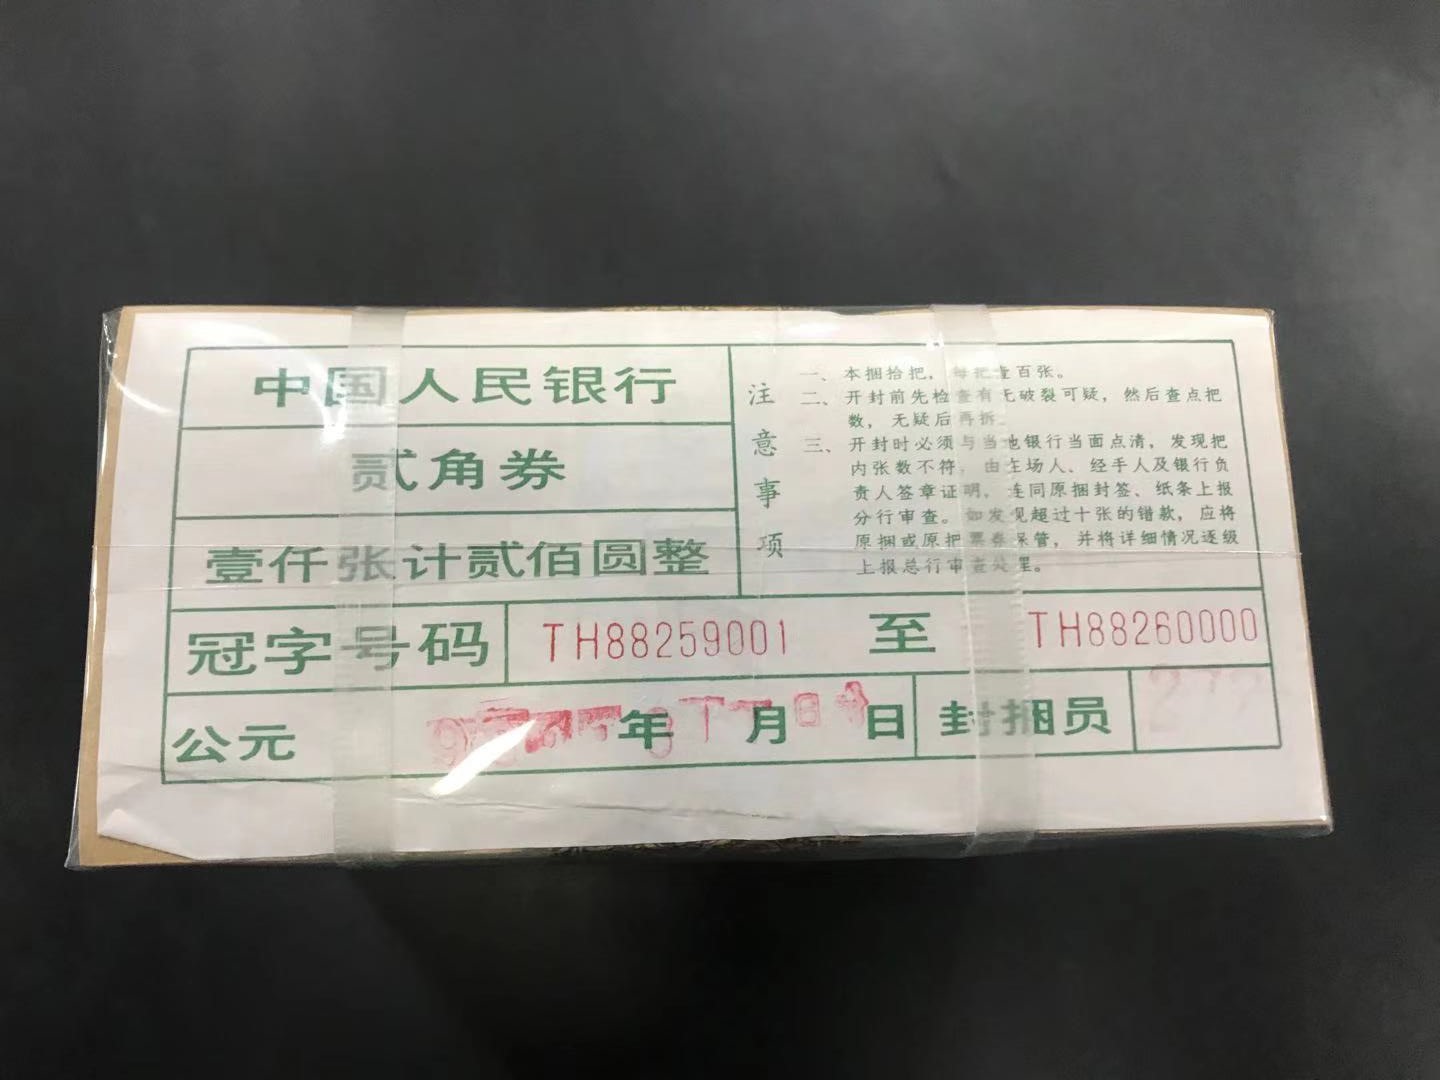 中国人民银行
贰角券
壹仟张计贰佰圆整
注意事项
一、本捆拾把，每把壹百张。
二、开封前先检查有无破裂可疑，然后查点把
数，无疑后再拆。
三、开封时必须与当地银行当面点清，发现把
内张数不符，由在场人、经手人及银行负
责人签章证明，连同原捆封签、纸条上报
分行审查。如发现超过十张的错款，应将
原捆或原把票券保管，并将详细情况逐级
上报总行审查处理。
冠字号码 TH88259001 至 TH88260000
公元 年 月 日 封捆员